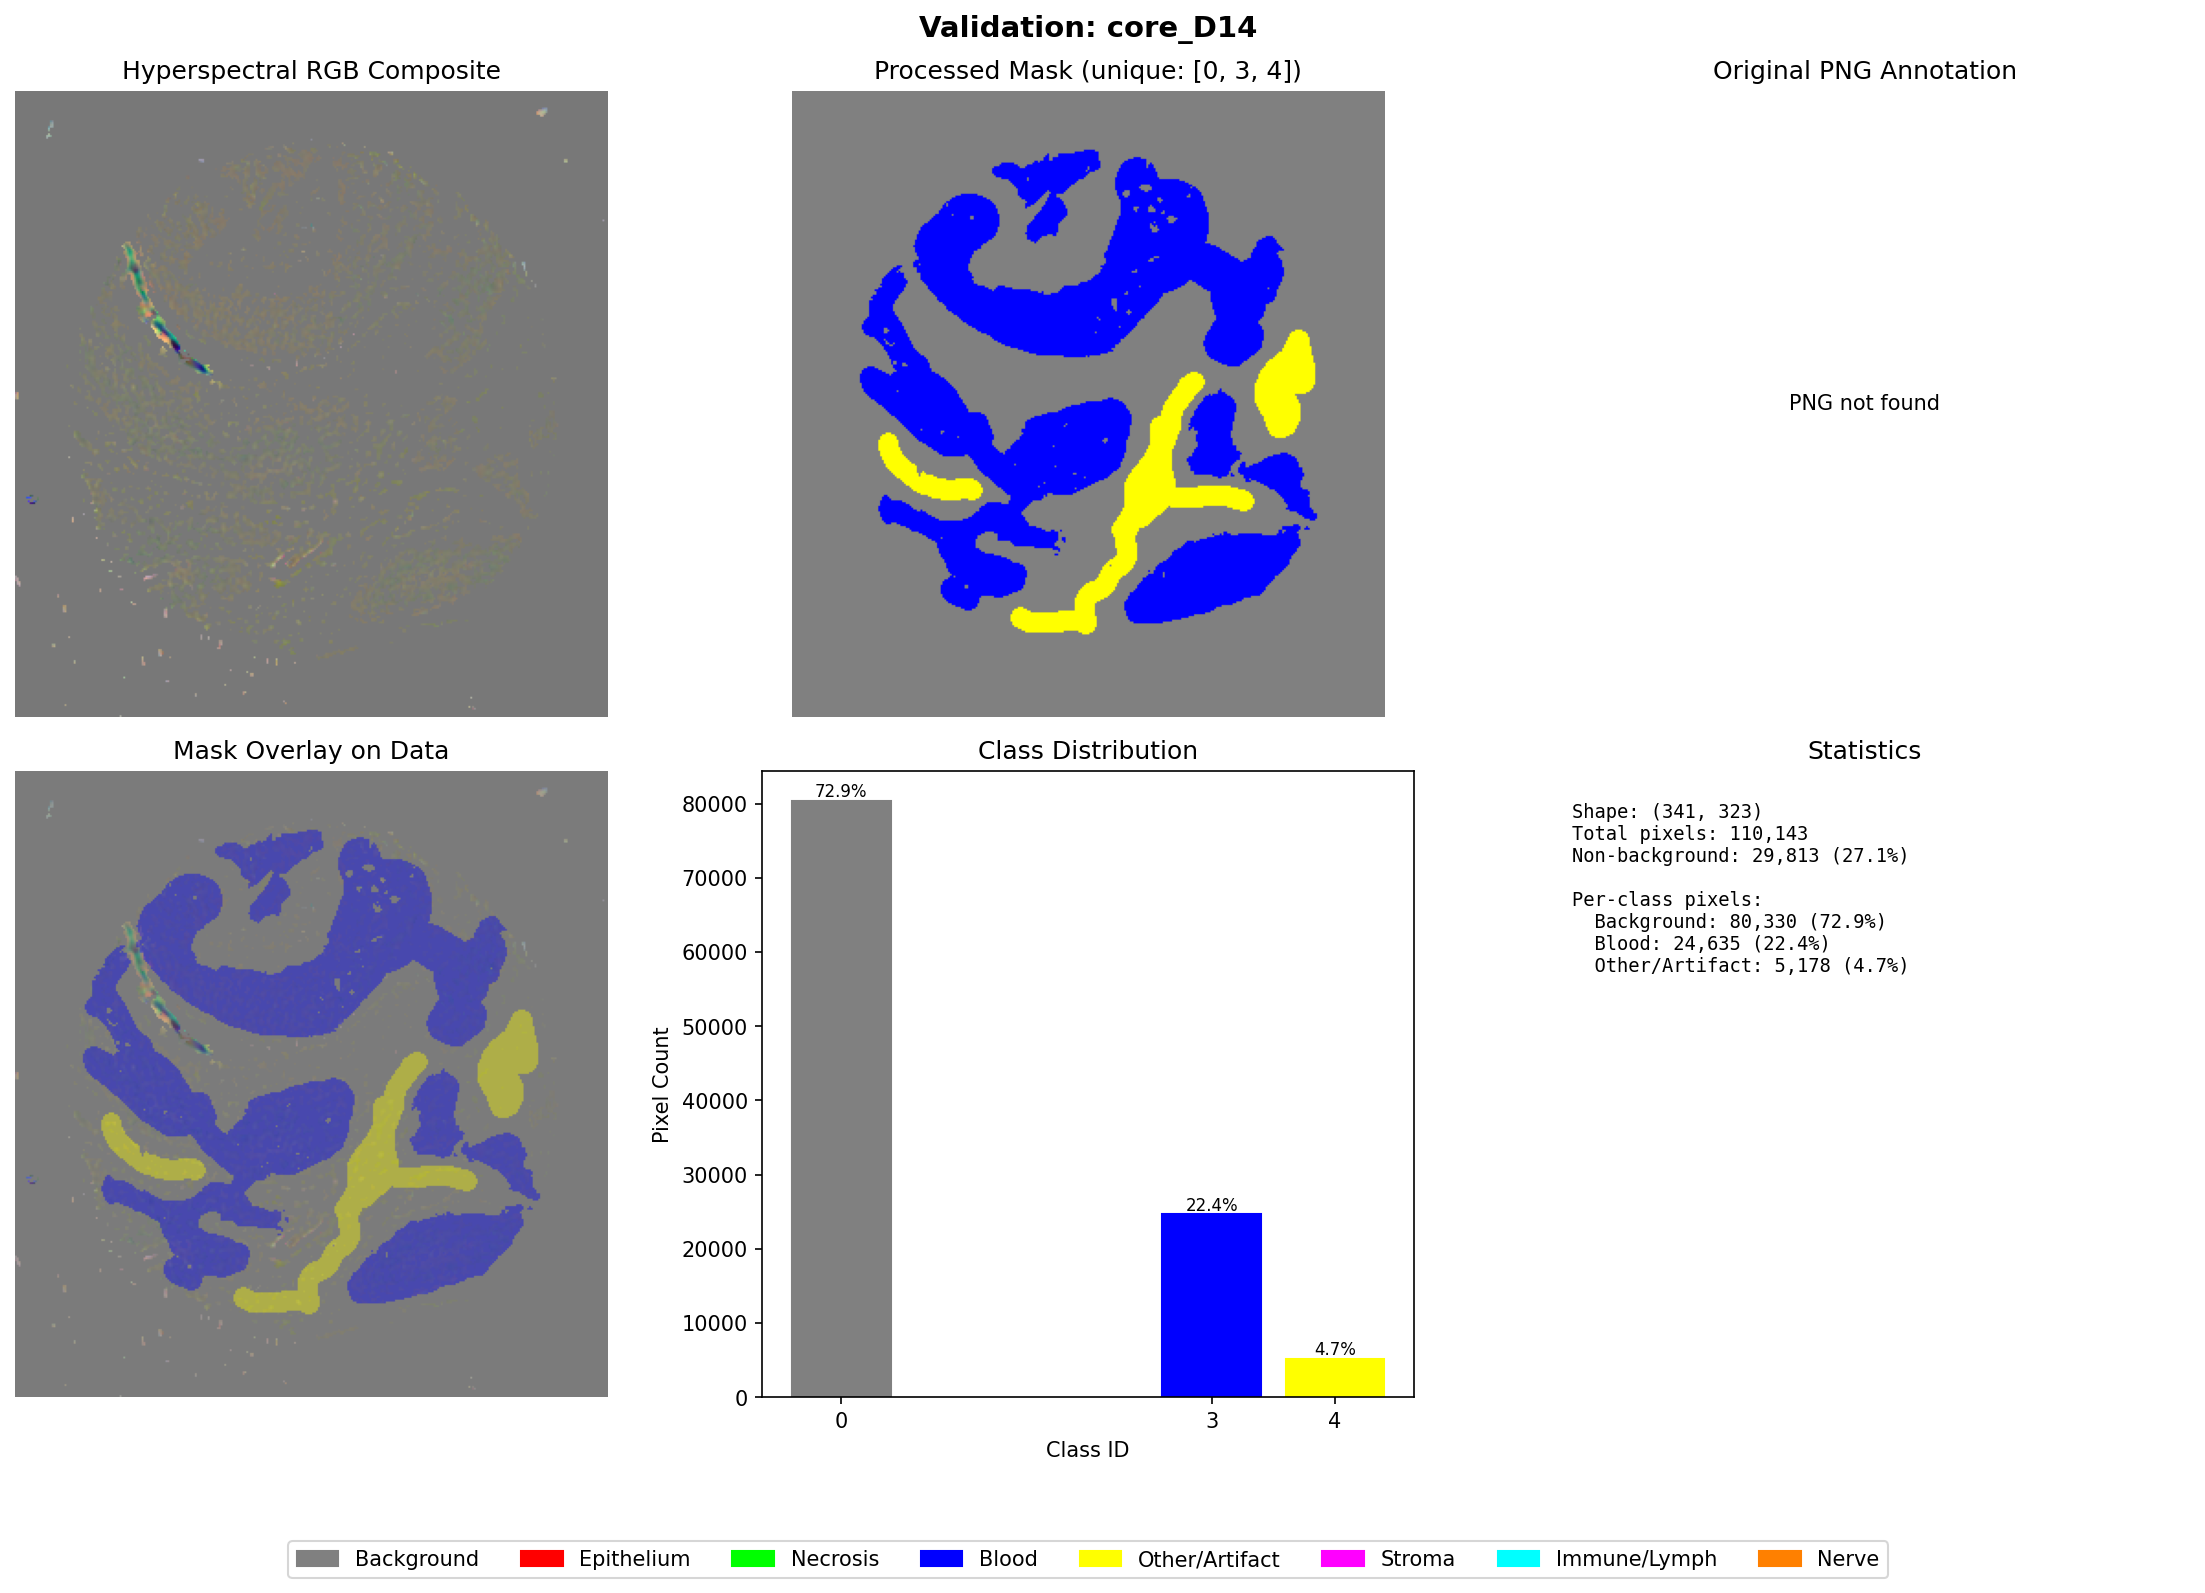 Validation: core_D14
Hyperspectral RGB Composite
Processed Mask (unique: [0, 3, 4])
Original PNG Annotation
PNG not found
Mask Overlay on Data
Class Distribution
Statistics
Pixel Count
80000
70000
60000
50000
40000
30000
20000
10000
0
72.9%
22.4%
4.7%
0
3
4
Class ID
Shape: (341, 323)
Total pixels: 110,143
Non-background: 29,813 (27.1%)
Per-class pixels:
Background: 80,330 (72.9%)
Blood: 24,635 (22.4%)
Other/Artifact: 5,178 (4.7%)
Background
Epithelium
Necrosis
Blood
Other/Artifact
Stroma
Immune/Lymph
Nerve